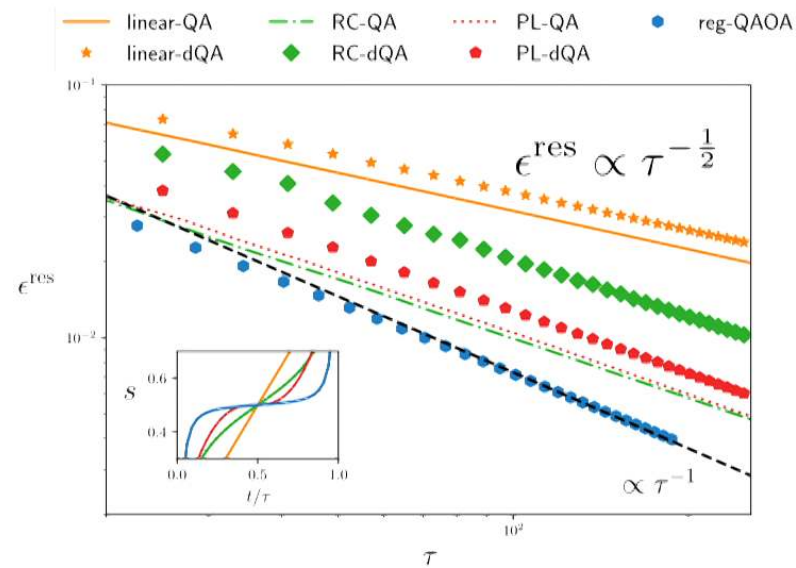 linear-QA RC-QA PL-QA reg-QAOA
linear-dQA RC-dQA PL-dQA
10⁻¹
ϵ^res ∝ τ^(-1/2)
ϵ^res
10⁻²
s
0.6
0.4
0.0 0.5 1.0
t/τ
∝ τ⁻¹
10²
τ